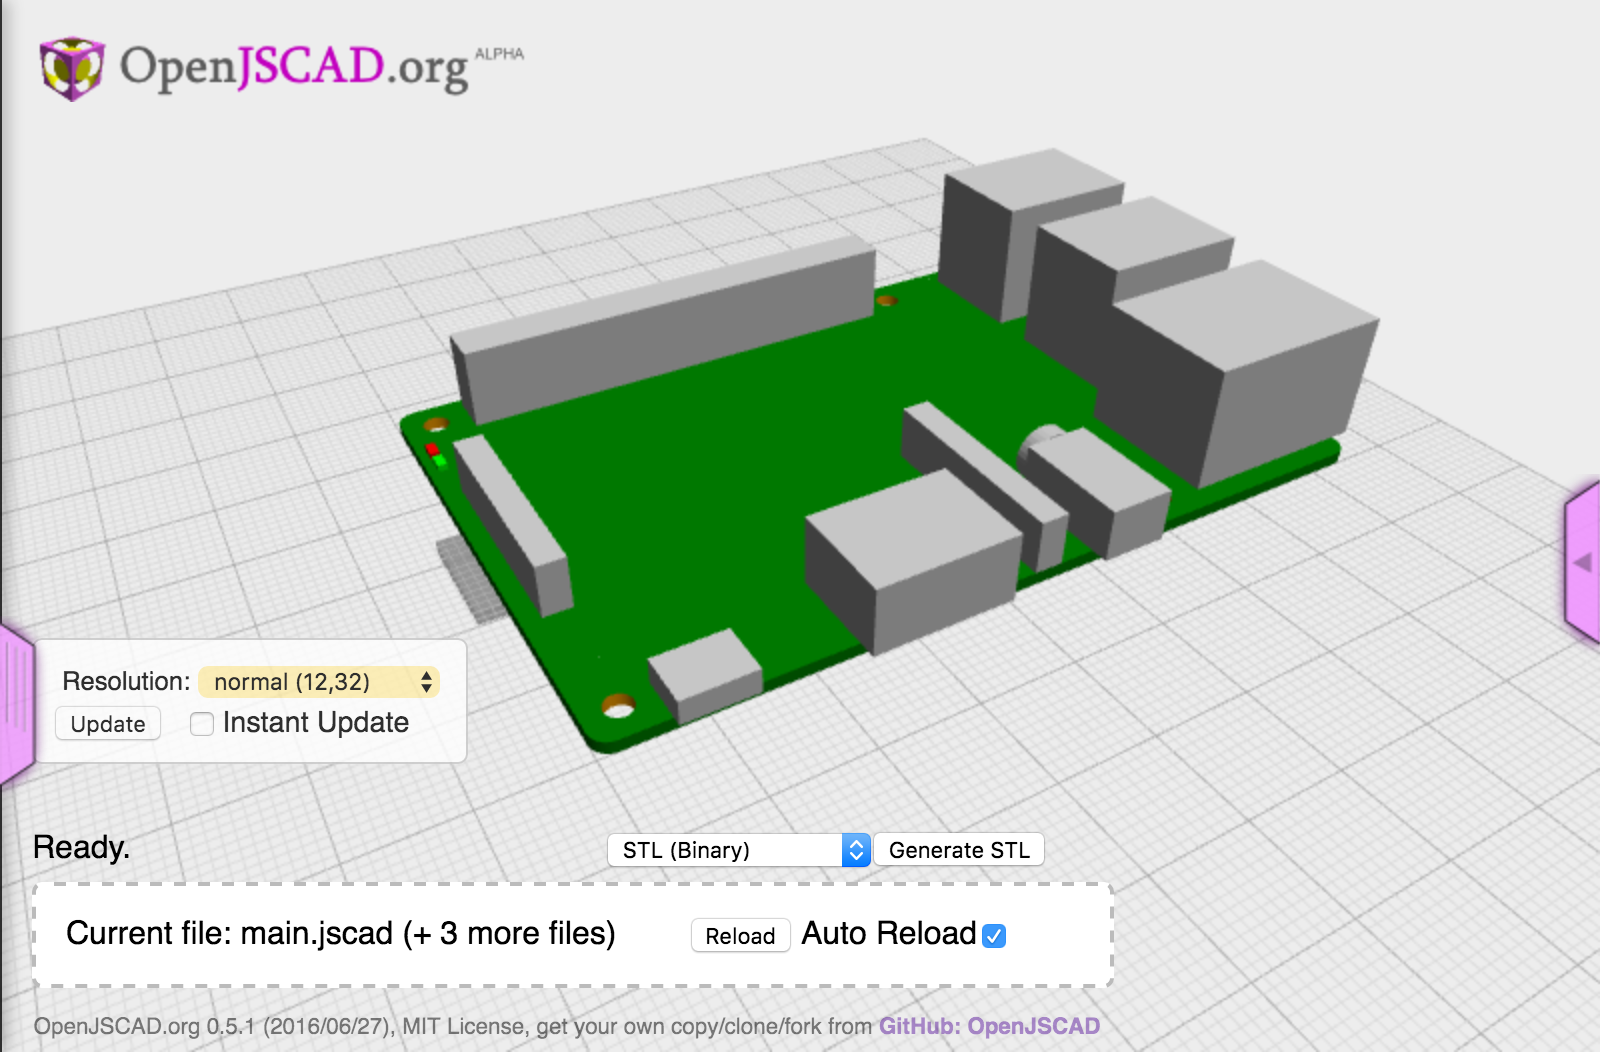 OpenJSCAD.org ALPHA
Resolution: normal (12,32)
Update Instant Update
Ready.
STL (Binary) Generate STL
Current file: main.jscad (+ 3 more files) Reload Auto Reload
OpenJSCAD.org 0.5.1 (2016/06/27), MIT License, get your own copy/clone/fork from GitHub: OpenJSCAD